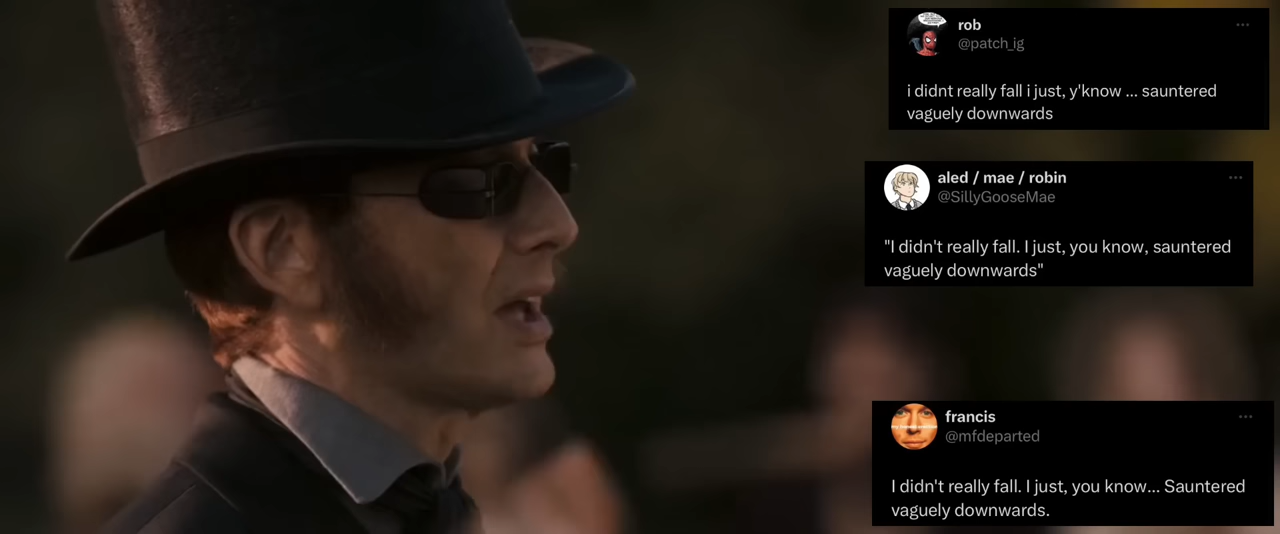 rob
@patch_ig
i didnt really fall i just, y'know ... sauntered
vaguely downwards
aled / mae / robin
@SillyGooseMae
"I didn't really fall. I just, you know, sauntered
vaguely downwards"
francis
@mfdeparted
I didn't really fall. I just, you know... Sauntered
vaguely downwards.